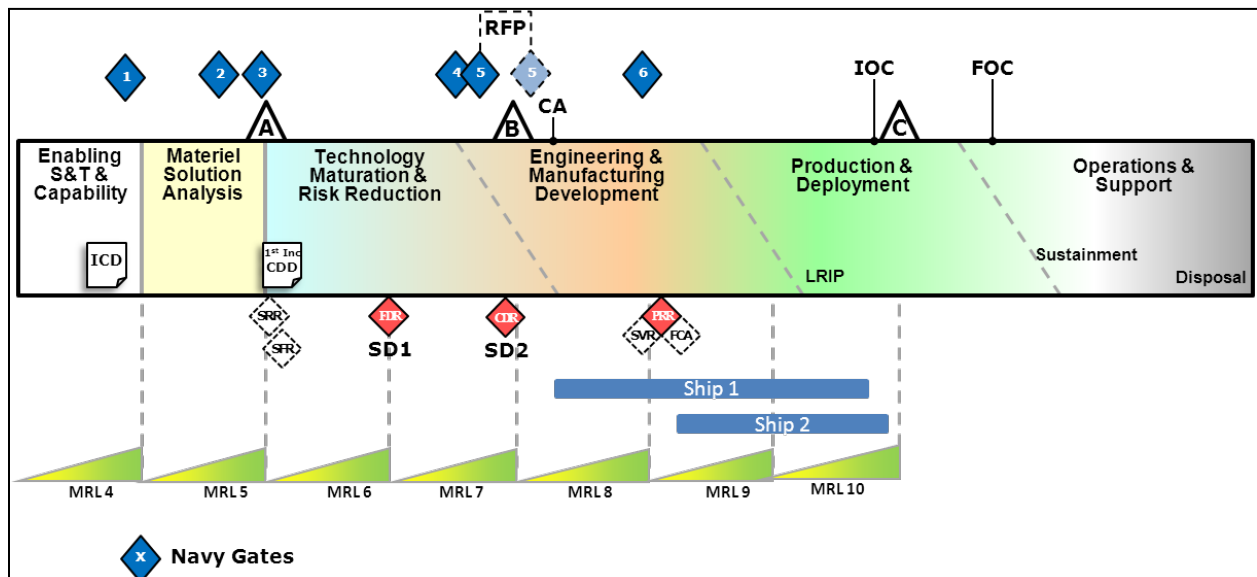 RFP
1
2
3
4
5
5
6
IOC
FOC
CA
A
B
C
Enabling
S&T &
Capability
Materiel
Solution
Analysis
Technology
Maturation &
Risk Reduction
Engineering &
Manufacturing
Development
Production &
Deployment
Operations &
Support
ICD
1st Inc
CDD
LRIP
Sustainment
Disposal
SRR
SFR
PDR
SD1
CDR
SD2
SVR
PRR
FCA
Ship 1
Ship 2
MRL 4
MRL 5
MRL 6
MRL 7
MRL 8
MRL 9
MRL 10
x
Navy Gates